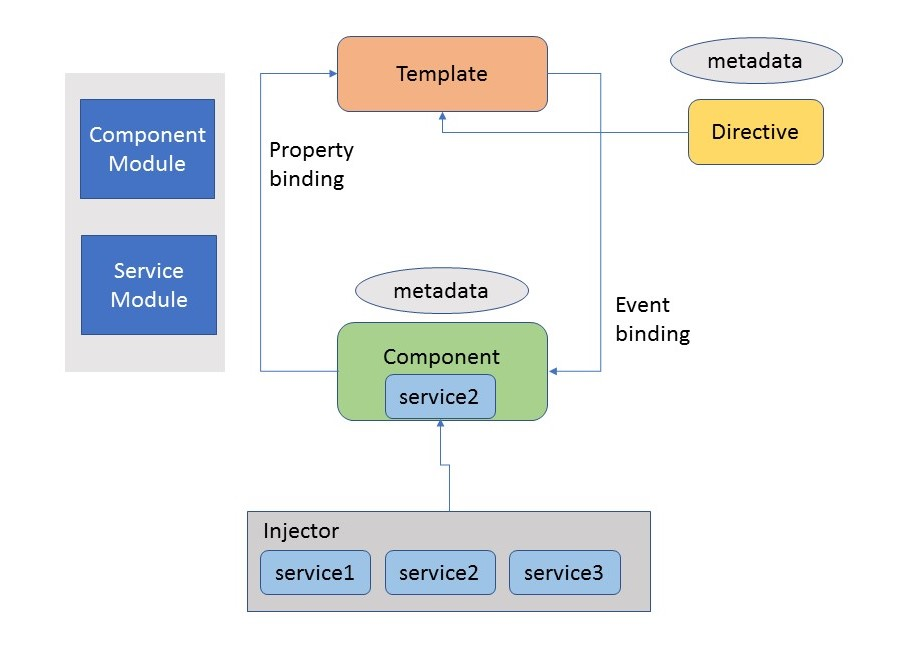 metadata
Template
Directive
Component
Module
Property
binding
Service
Module
metadata
Event
binding
Component
service2
Injector
service1
service2
service3